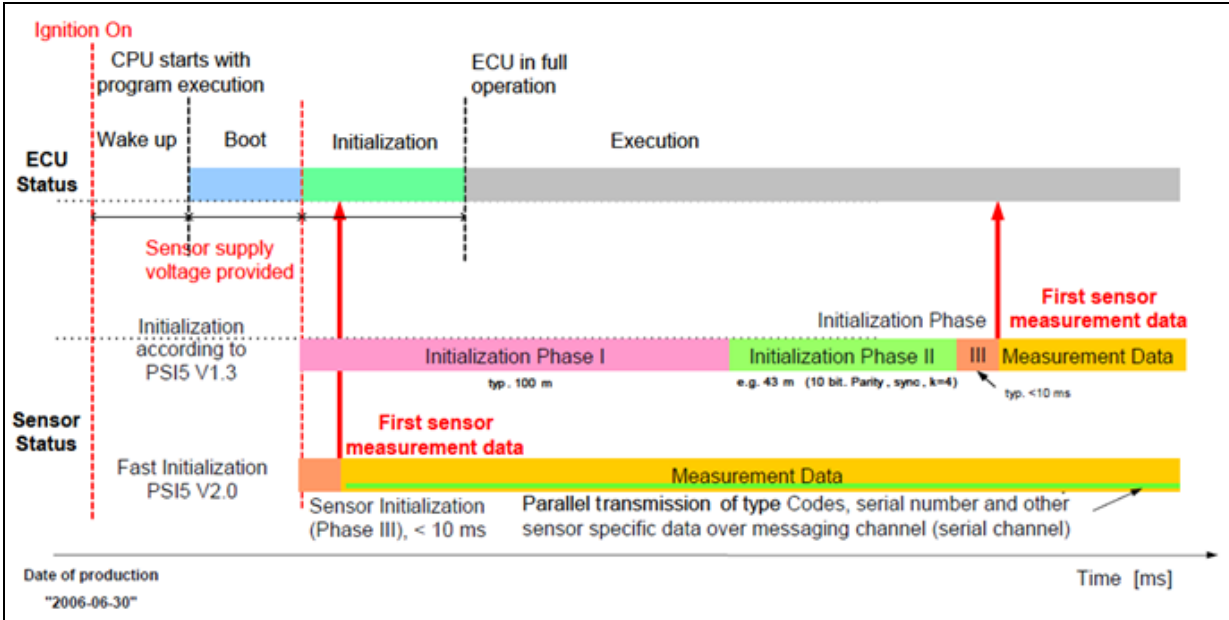 Ignition On
CPU starts with
program execution
ECU in full
operation
Wake up
Boot
Initialization
Execution
ECU
Status
Sensor supply
voltage provided
First sensor
measurement data
Initialization Phase
Initialization
according to
PSI5 V1.3
Initialization Phase I
Initialization Phase II
III
Measurement Data
typ. 100 m
e.g. 43 m (10 bit. Parity , sync , k=4)
typ. <10 ms
Sensor
Status
First sensor
measurement data
Fast Initialization
PSI5 V2.0
Measurement Data
Sensor Initialization
(Phase III), < 10 ms
Parallel transmission of type Codes, serial number and other
sensor specific data over messaging channel (serial channel)
Date of production
"2006-06-30"
Time [ms]